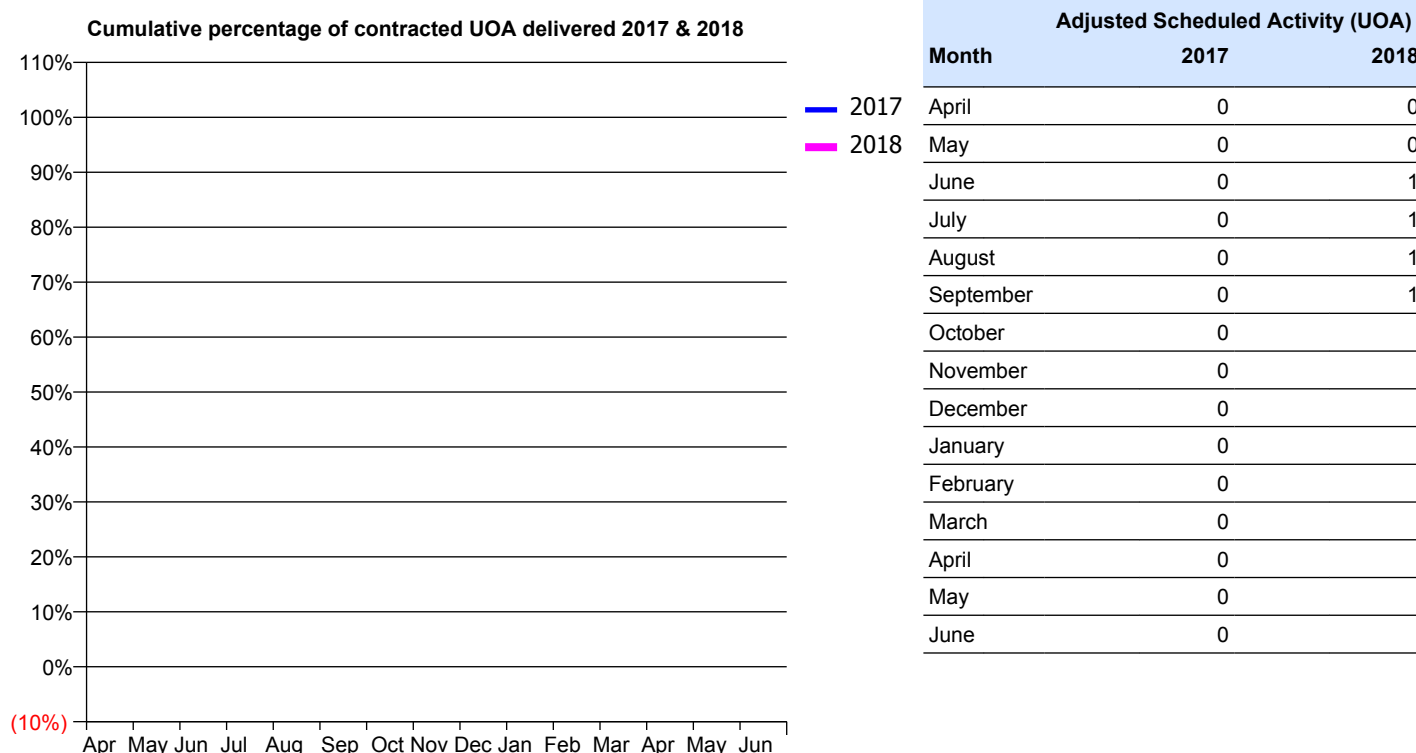 Cumulative percentage of contracted UOA delivered 2017 & 2018
110%
100%
90%
80%
70%
60%
50%
40%
30%
20%
10%
0%
(10%)
Apr May Jun Jul Aug Sep Oct Nov Dec Jan Feb Mar Apr May Jun
2017
2018
Adjusted Scheduled Activity (UOA)
Month 2017 2018
April 0 0
May 0 0
June 0 1
July 0 1
August 0 1
September 0 1
October 0
November 0
December 0
January 0
February 0
March 0
April 0
May 0
June 0